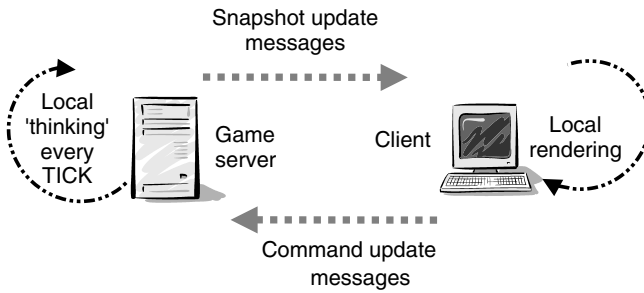 Snapshot update
messages
Local
'thinking'
every
TICK
Game
server
Client
Local
rendering
Command update
messages